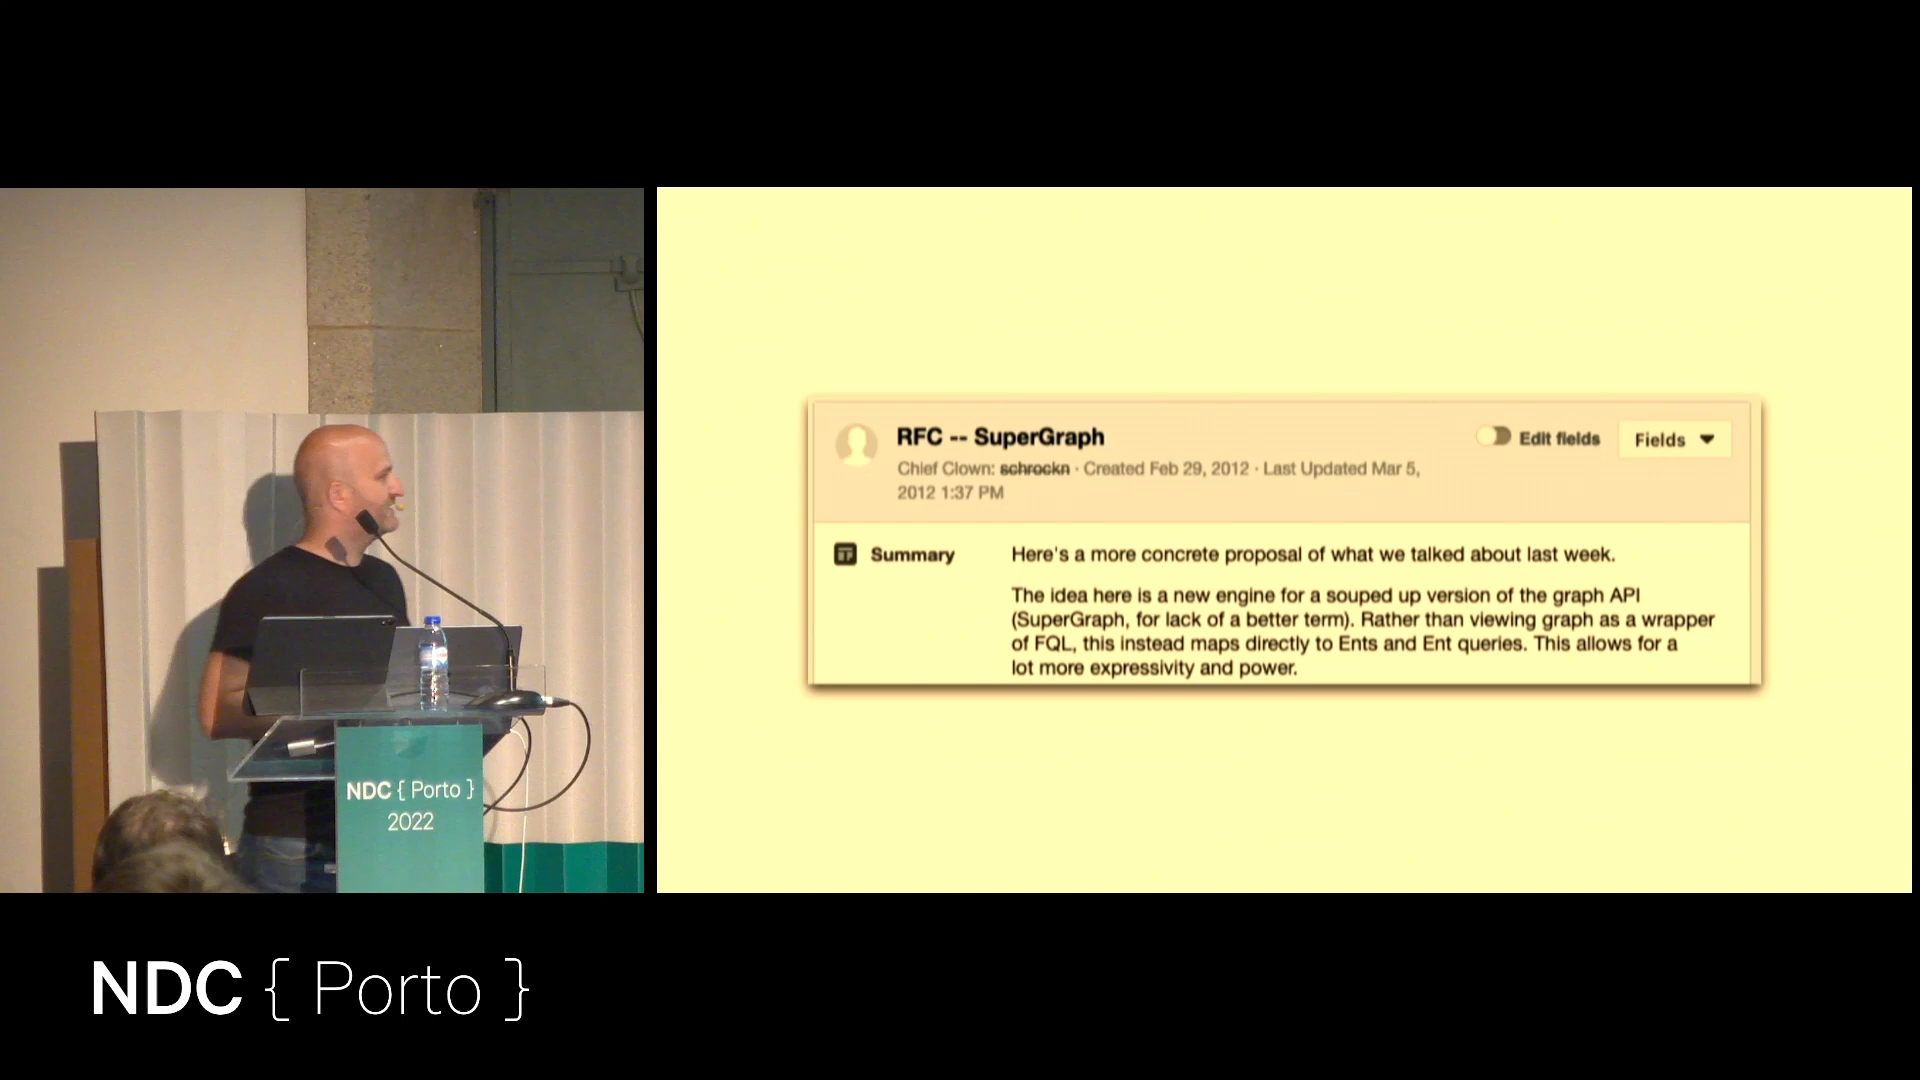 RFC -- SuperGraph
Edit fields
Fields
Chief Clown: schrockn · Created Feb 29, 2012 · Last Updated Mar 5,
2012 1:37 PM
Summary
Here's a more concrete proposal of what we talked about last week.
The idea here is a new engine for a souped up version of the graph API
(SuperGraph, for lack of a better term). Rather than viewing graph as a wrapper
of FQL, this instead maps directly to Ents and Ent queries. This allows for a
lot more expressivity and power.
NDC { Porto }
2022
NDC { Porto }